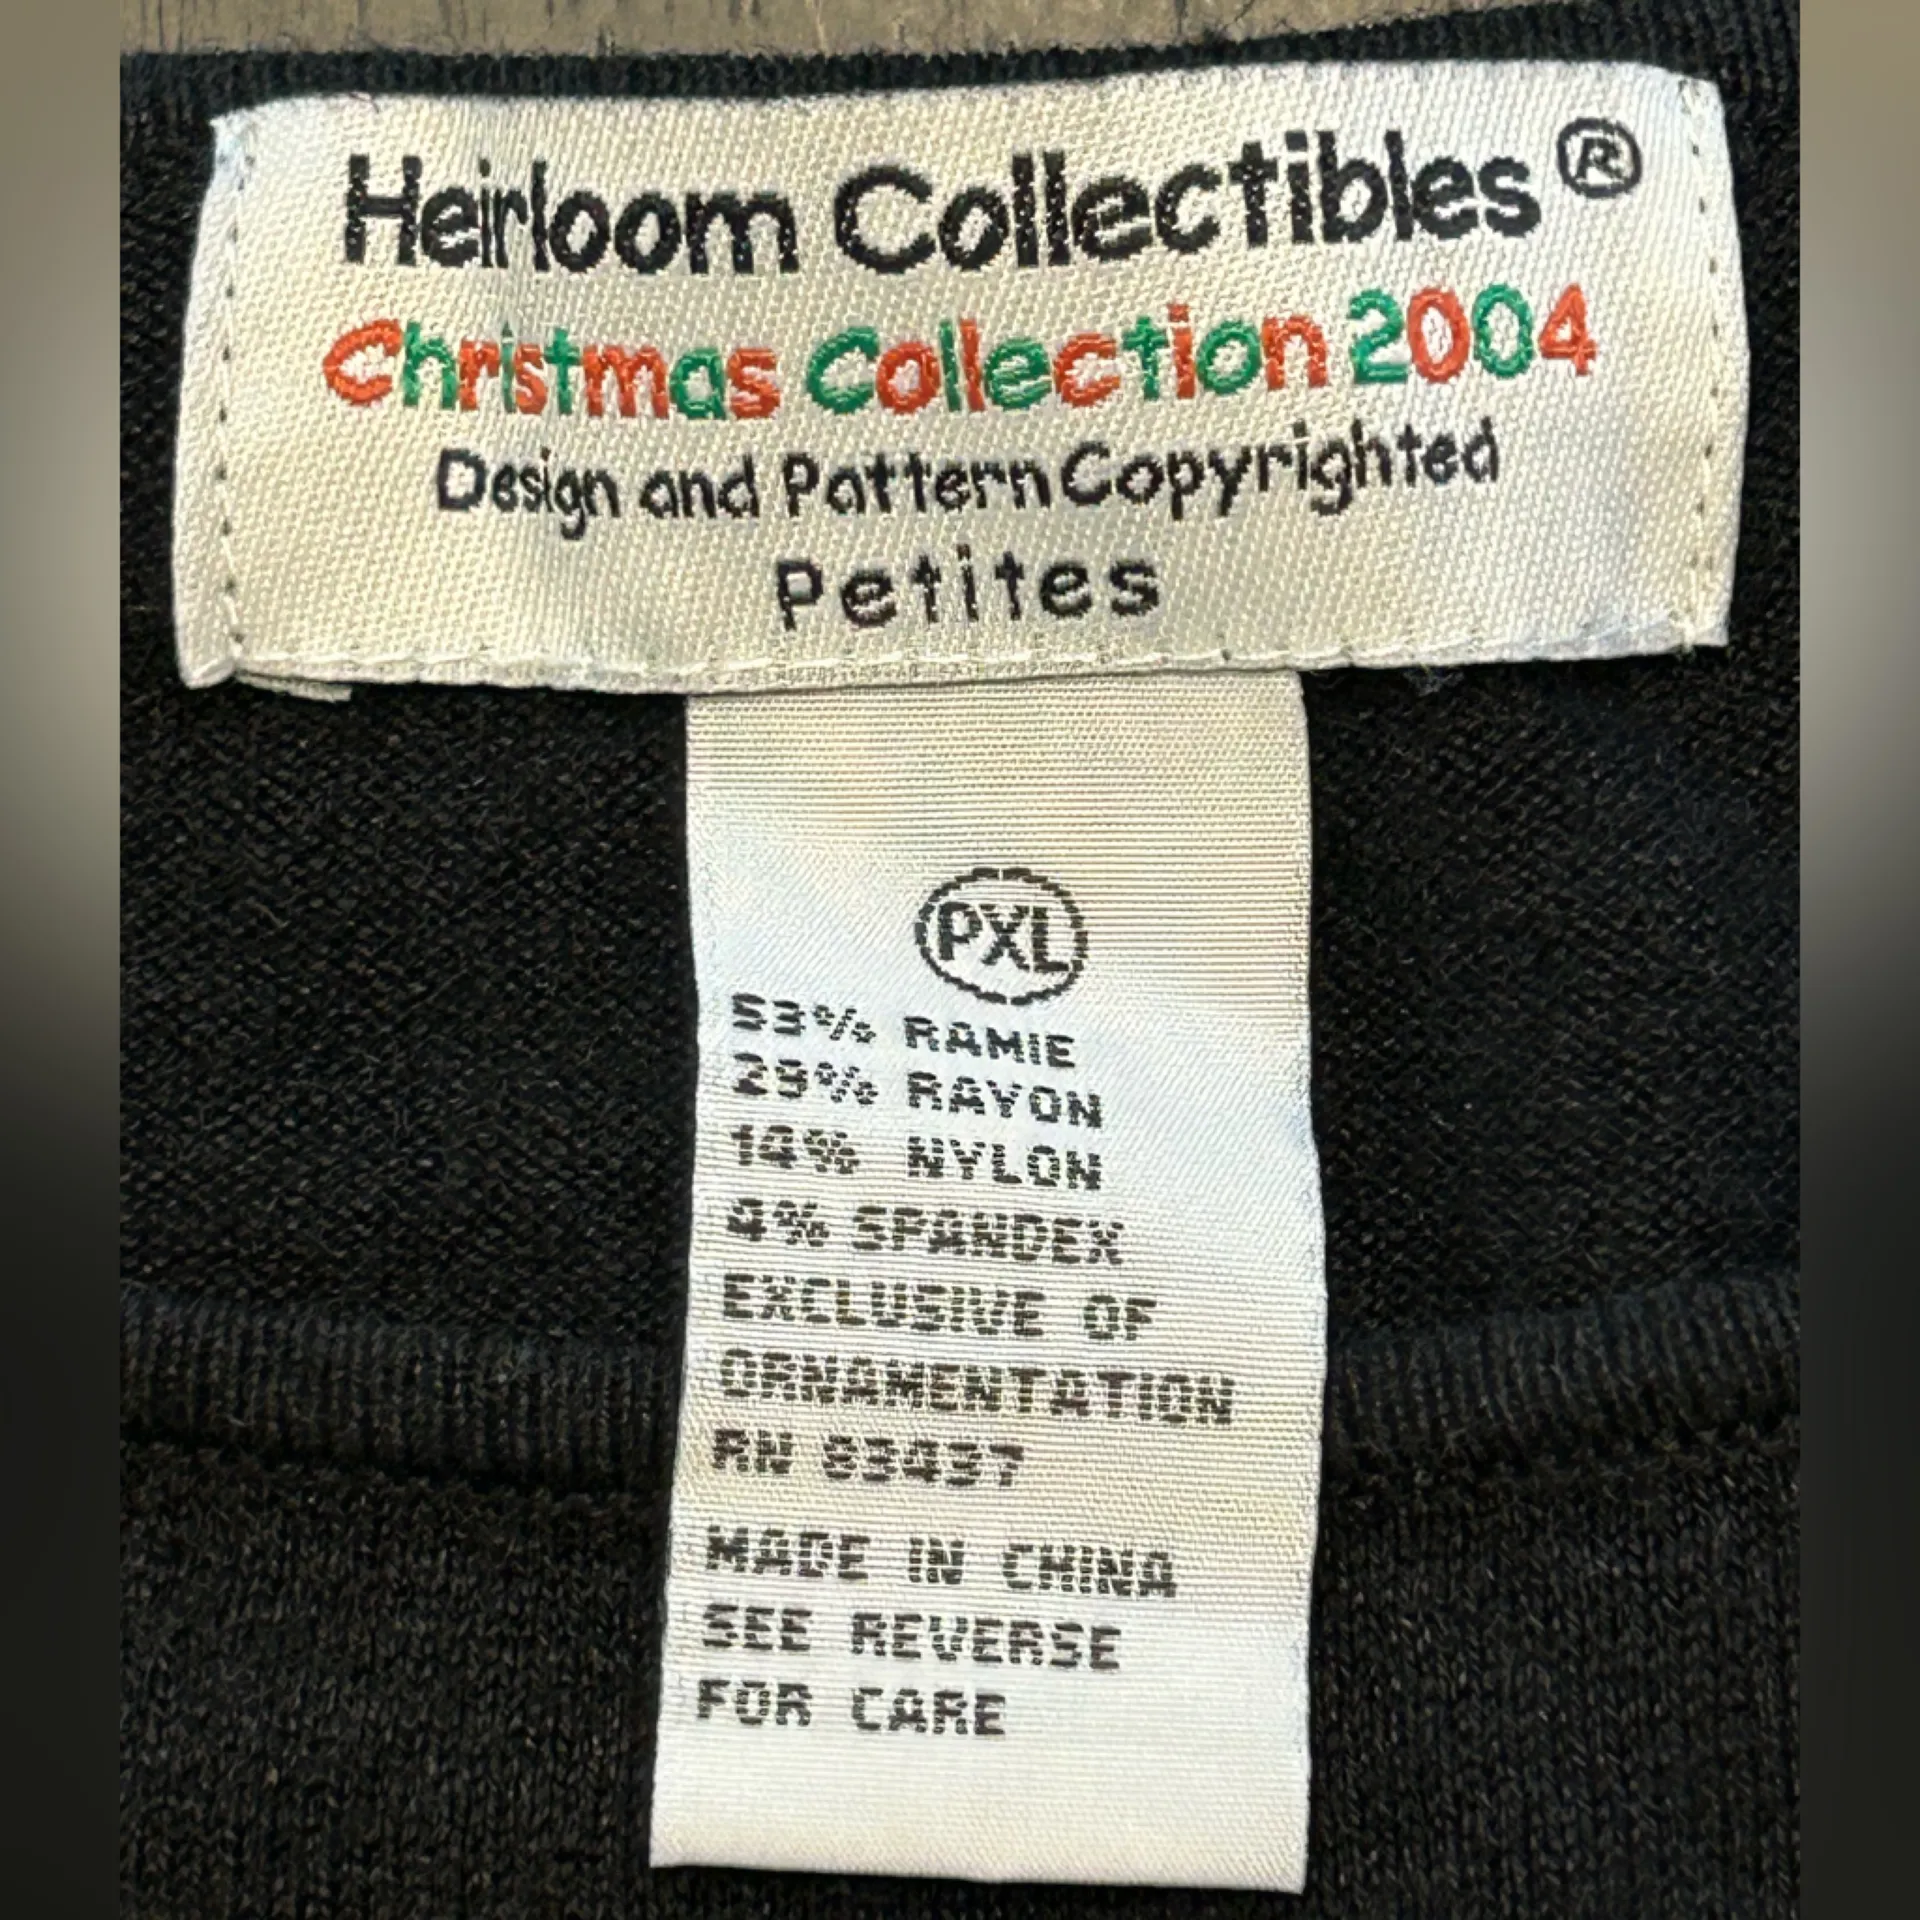 Heirloom Collectibles®
Christmas Collection 2004
Design and Pattern Copyrighted
Petites
PXL
53% RAMIE
29% RAYON
14% NYLON
4% SPANDEX
EXCLUSIVE OF
ORNAMENTATION
RN
MADE IN CHINA
SEE REVERSE
FOR CARE